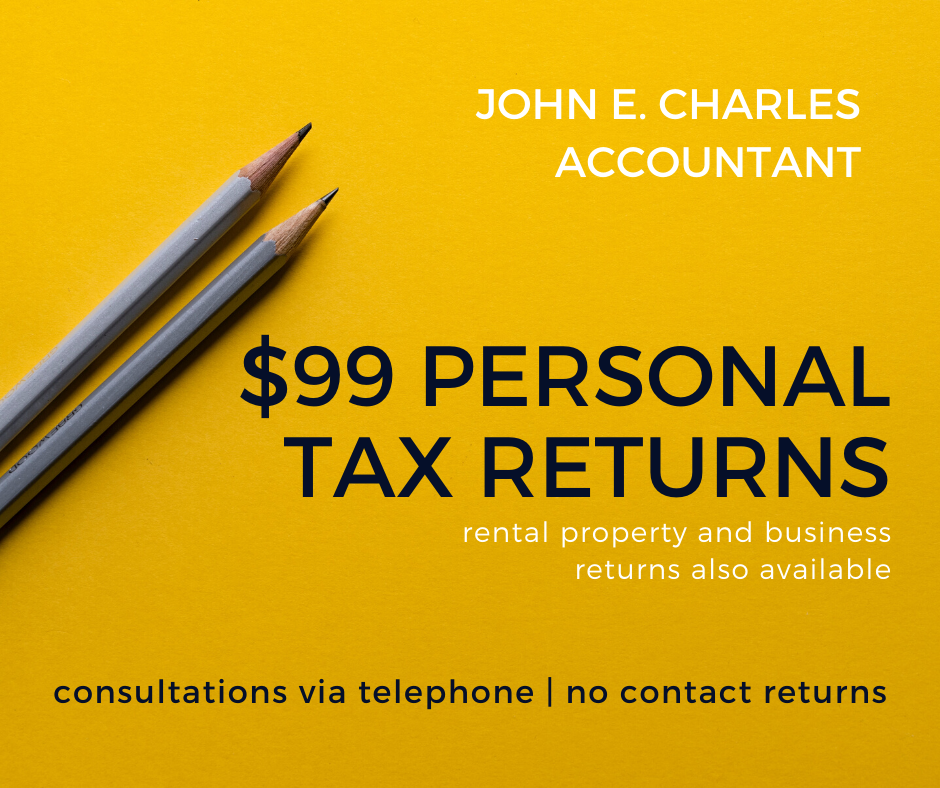 JOHN E. CHARLES
ACCOUNTANT
$99 PERSONAL
TAX RETURNS
rental property and business
returns also available
consultations via telephone | no contact returns